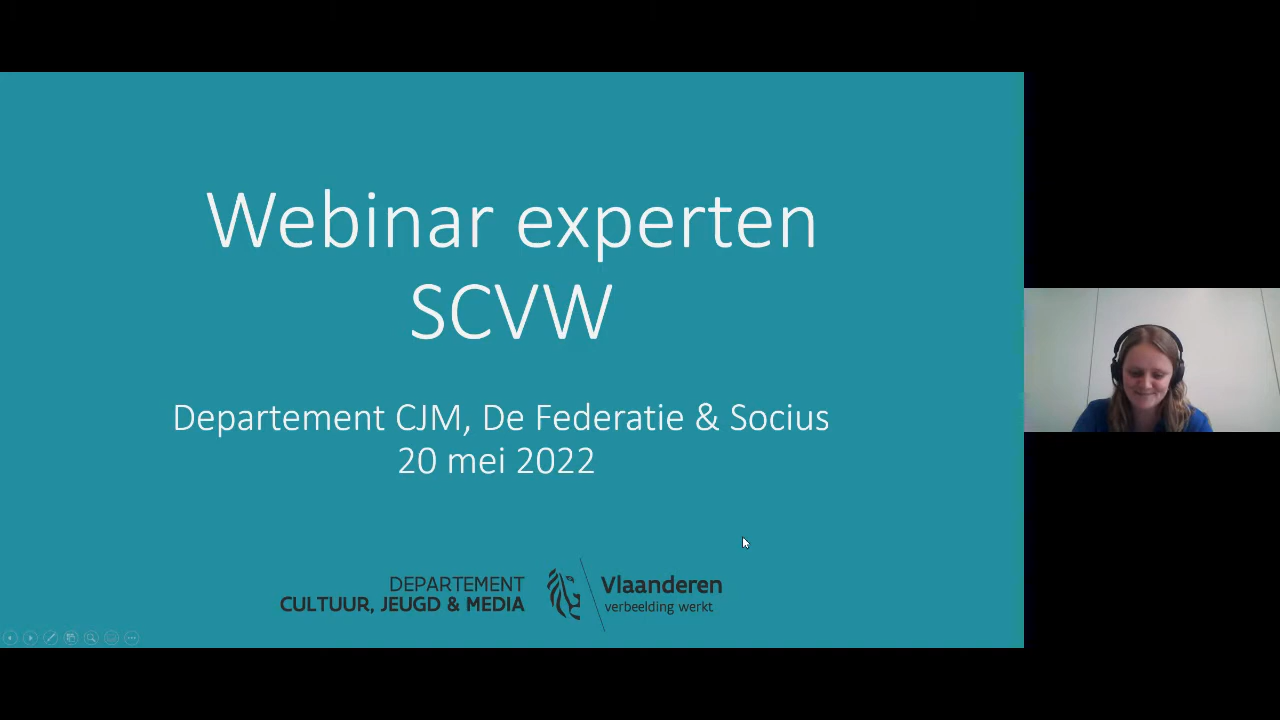 Webinar experten
SCVW
Departement CJM, De Federatie & Socius
20 mei 2022
DEPARTEMENT
CULTUUR, JEUGD & MEDIA
Vlaanderen
verbeelding werkt